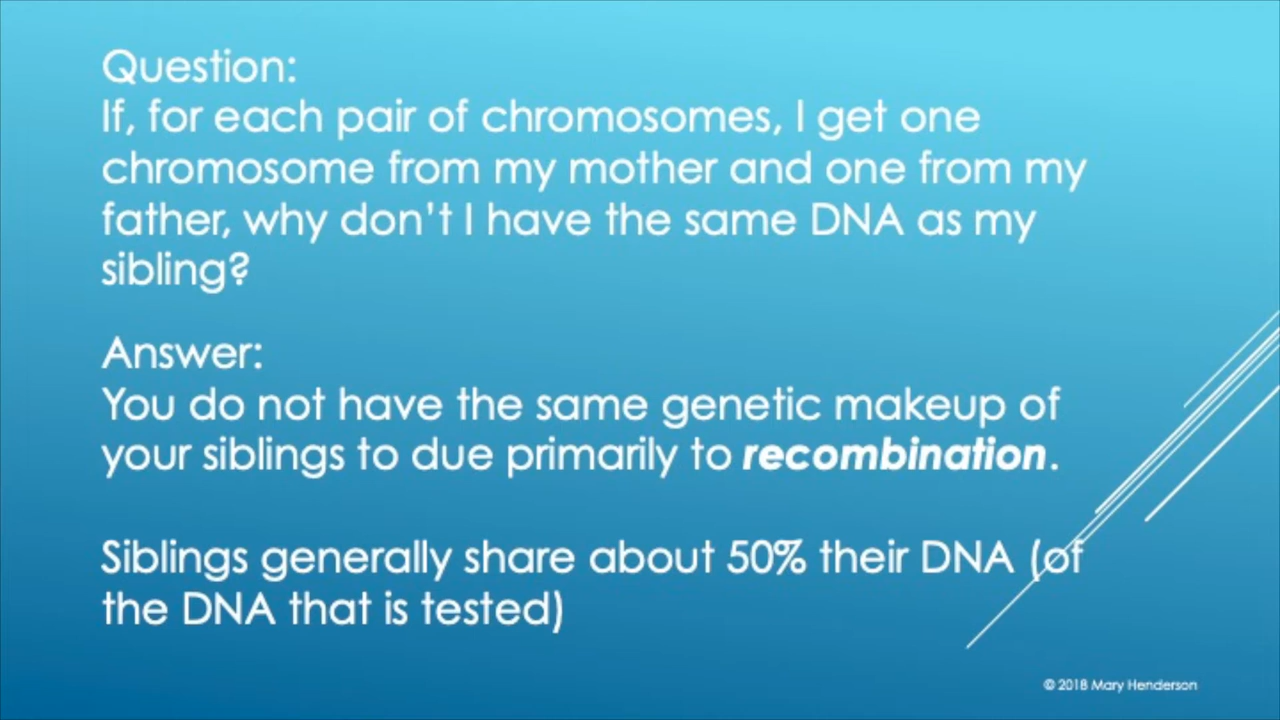 Question:
If, for each pair of chromosomes, I get one
chromosome from my mother and one from my
father, why don't I have the same DNA as my
sibling?
Answer:
You do not have the same genetic makeup of
your siblings to due primarily to recombination.
Siblings generally share about 50% their DNA (of
the DNA that is tested)
© 2018 Mary Henderson